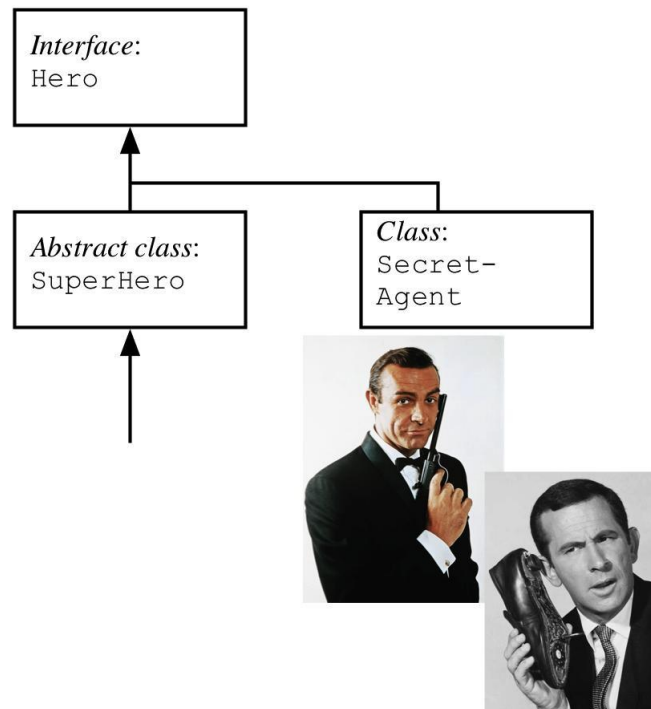 Interface:
Hero
Abstract class:
SuperHero
Class:
Secret-
Agent